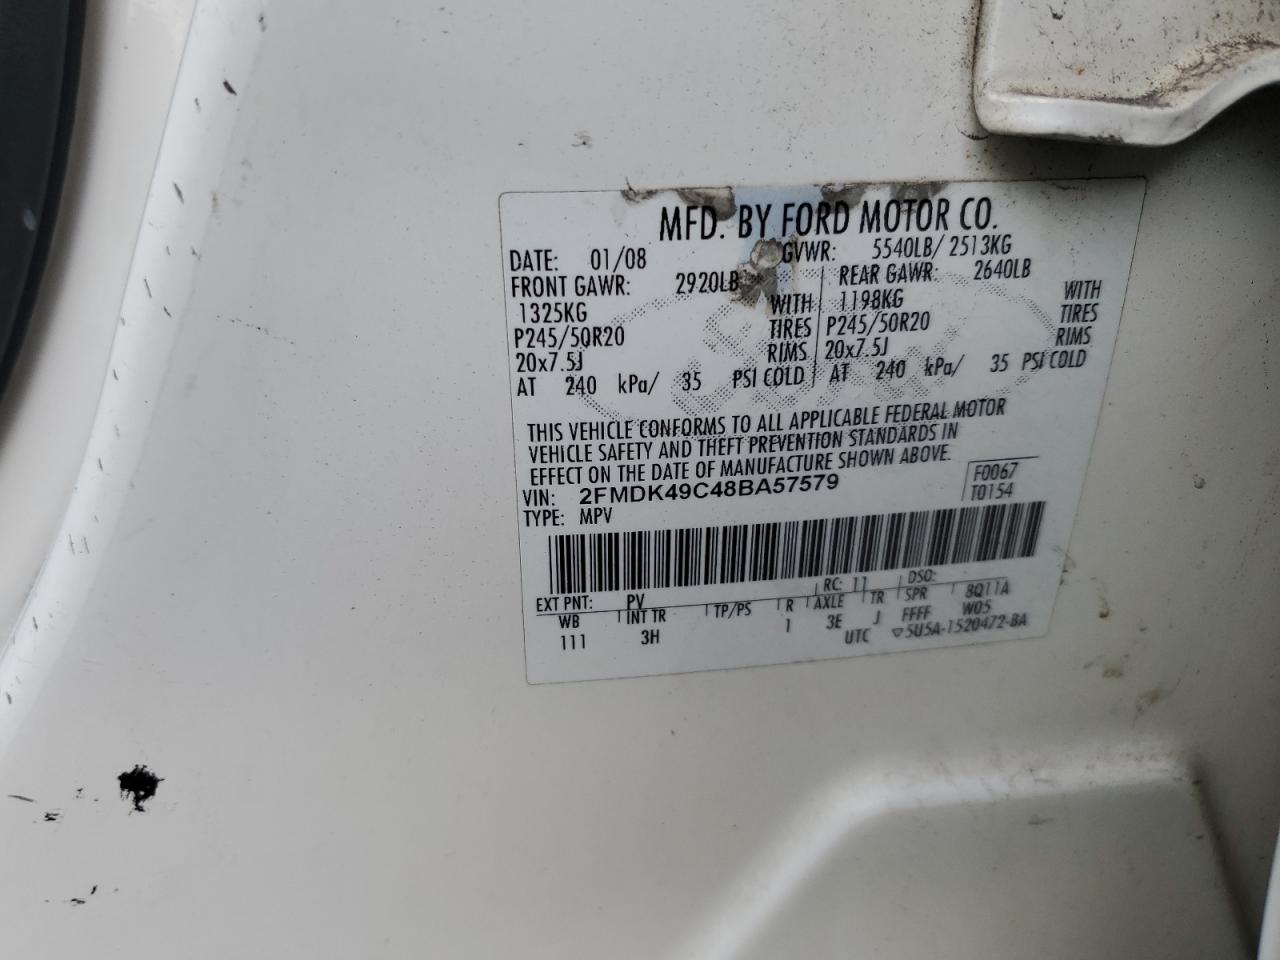 MFD. BY FORD MOTOR CO.
DATE: 01/08 GVWR: 5540LB/ 2513KG
FRONT GAWR: 2920LB REAR GAWR: 2640LB
1325KG WITH 1198KG WITH
P245/50R20 TIRES P245/50R20 TIRES
20x7.5J RIMS 20x7.5J RIMS
AT 240 kPa/ 35 PSI COLD AT 240 kPa/ 35 PSI COLD
THIS VEHICLE CONFORMS TO ALL APPLICABLE FEDERAL MOTOR
VEHICLE SAFETY AND THEFT PREVENTION STANDARDS IN
EFFECT ON THE DATE OF MANUFACTURE SHOWN ABOVE.
VIN: 2FMDK49C48BA57579 F0067
TYPE: MPV T0154
EXT PNT: PV RC: 11 DSO:
WB INT TR TP/PS R AXLE TR SPR 8Q11A
111 3H 1 3E J FFFF W05
UTC ▽5U5A-1520472-BA